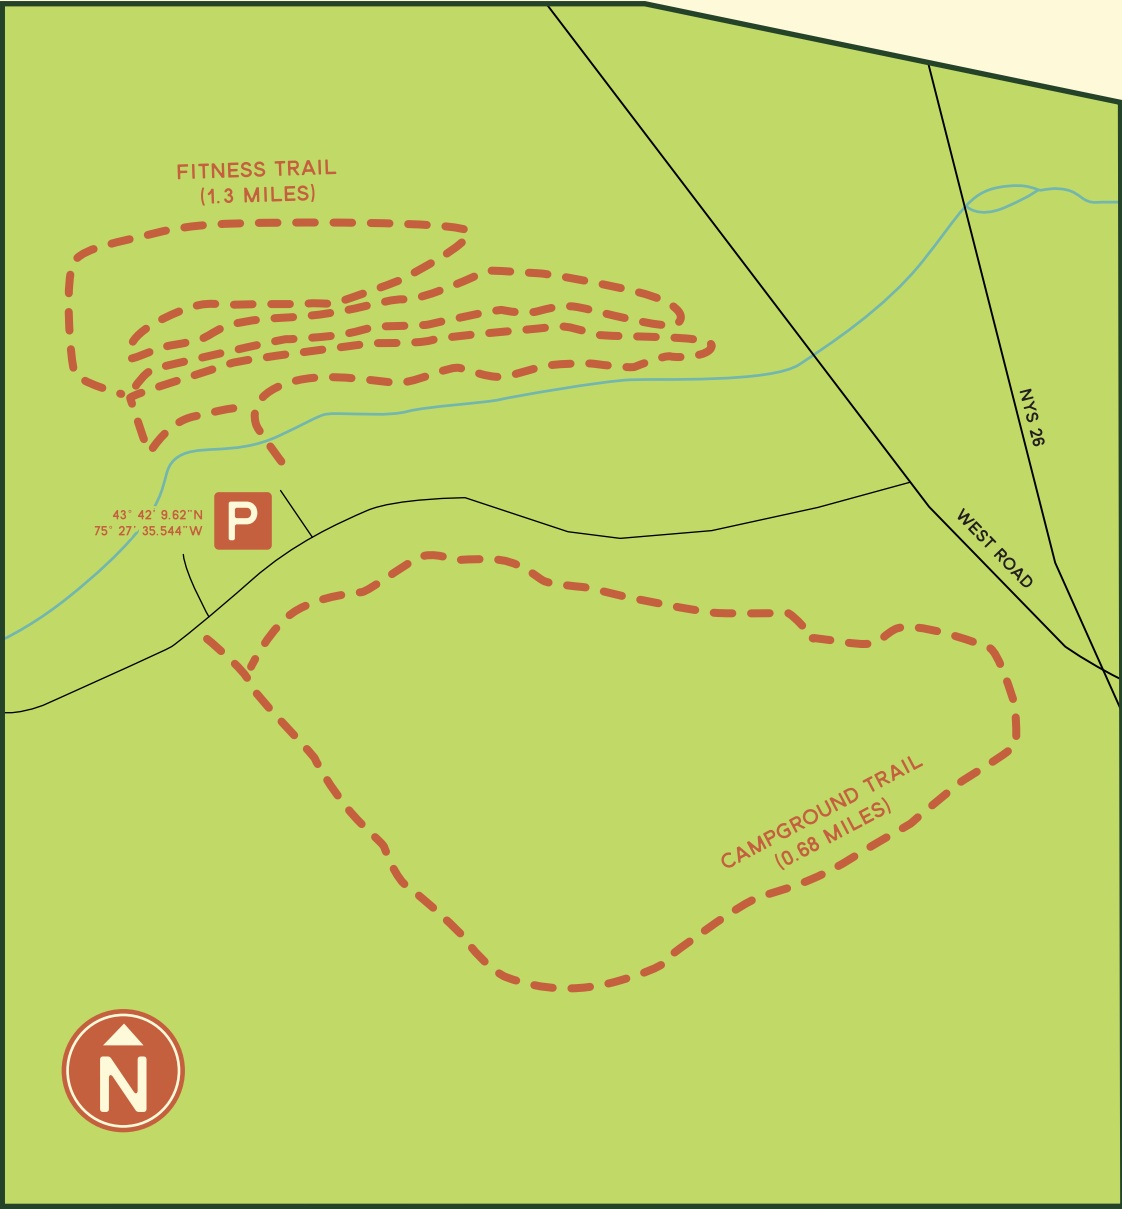 FITNESS TRAIL
(1.3 MILES)
NYS 26
43° 42' 9.62"N
75° 27' 35.544"W
P
WEST ROAD
CAMPGROUND TRAIL
(0.68 MILES)
N